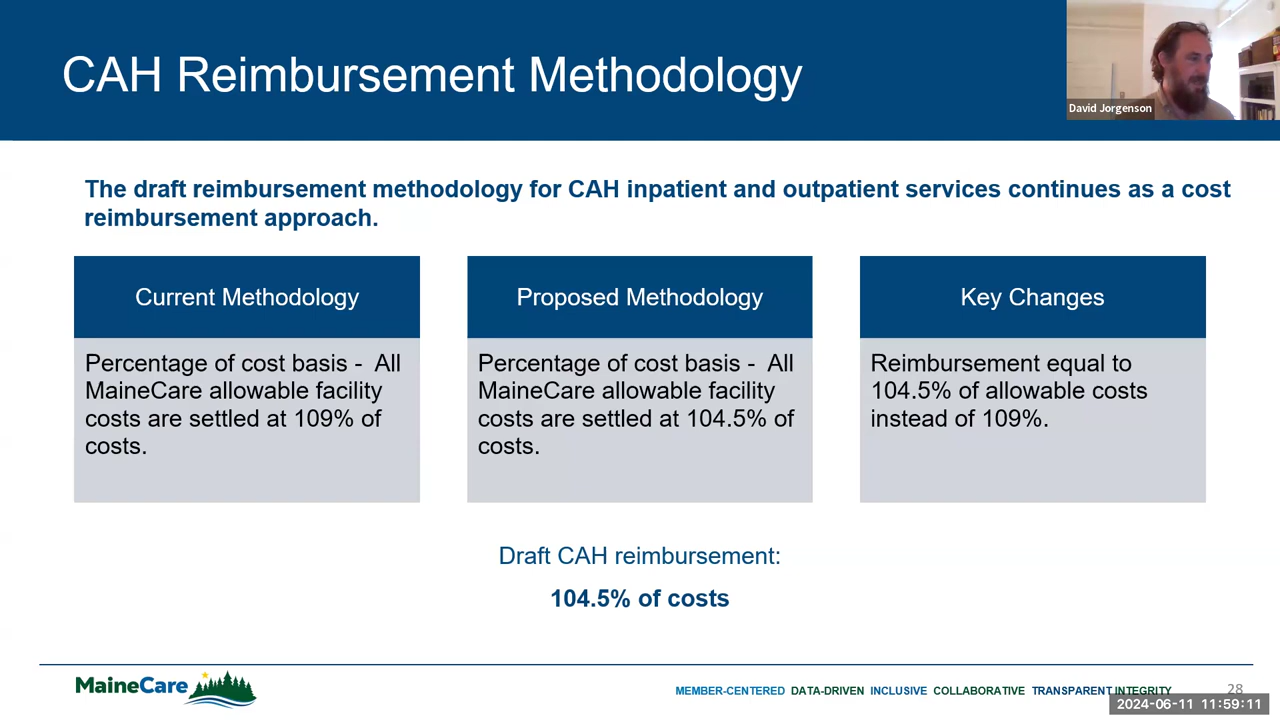 CAH Reimbursement Methodology
David Jorgenson
The draft reimbursement methodology for CAH inpatient and outpatient services continues as a cost
reimbursement approach.
Current Methodology
Percentage of cost basis - All
MaineCare allowable facility
costs are settled at 109% of
costs.
Proposed Methodology
Percentage of cost basis - All
MaineCare allowable facility
costs are settled at 104.5% of
costs.
Key Changes
Reimbursement equal to
104.5% of allowable costs
instead of 109%.
Draft CAH reimbursement:
104.5% of costs
MaineCare
MEMBER-CENTERED DATA-DRIVEN INCLUSIVE COLLABORATIVE TRANSPARENT INTEGRITY
28
2024-06-11 11:59:11